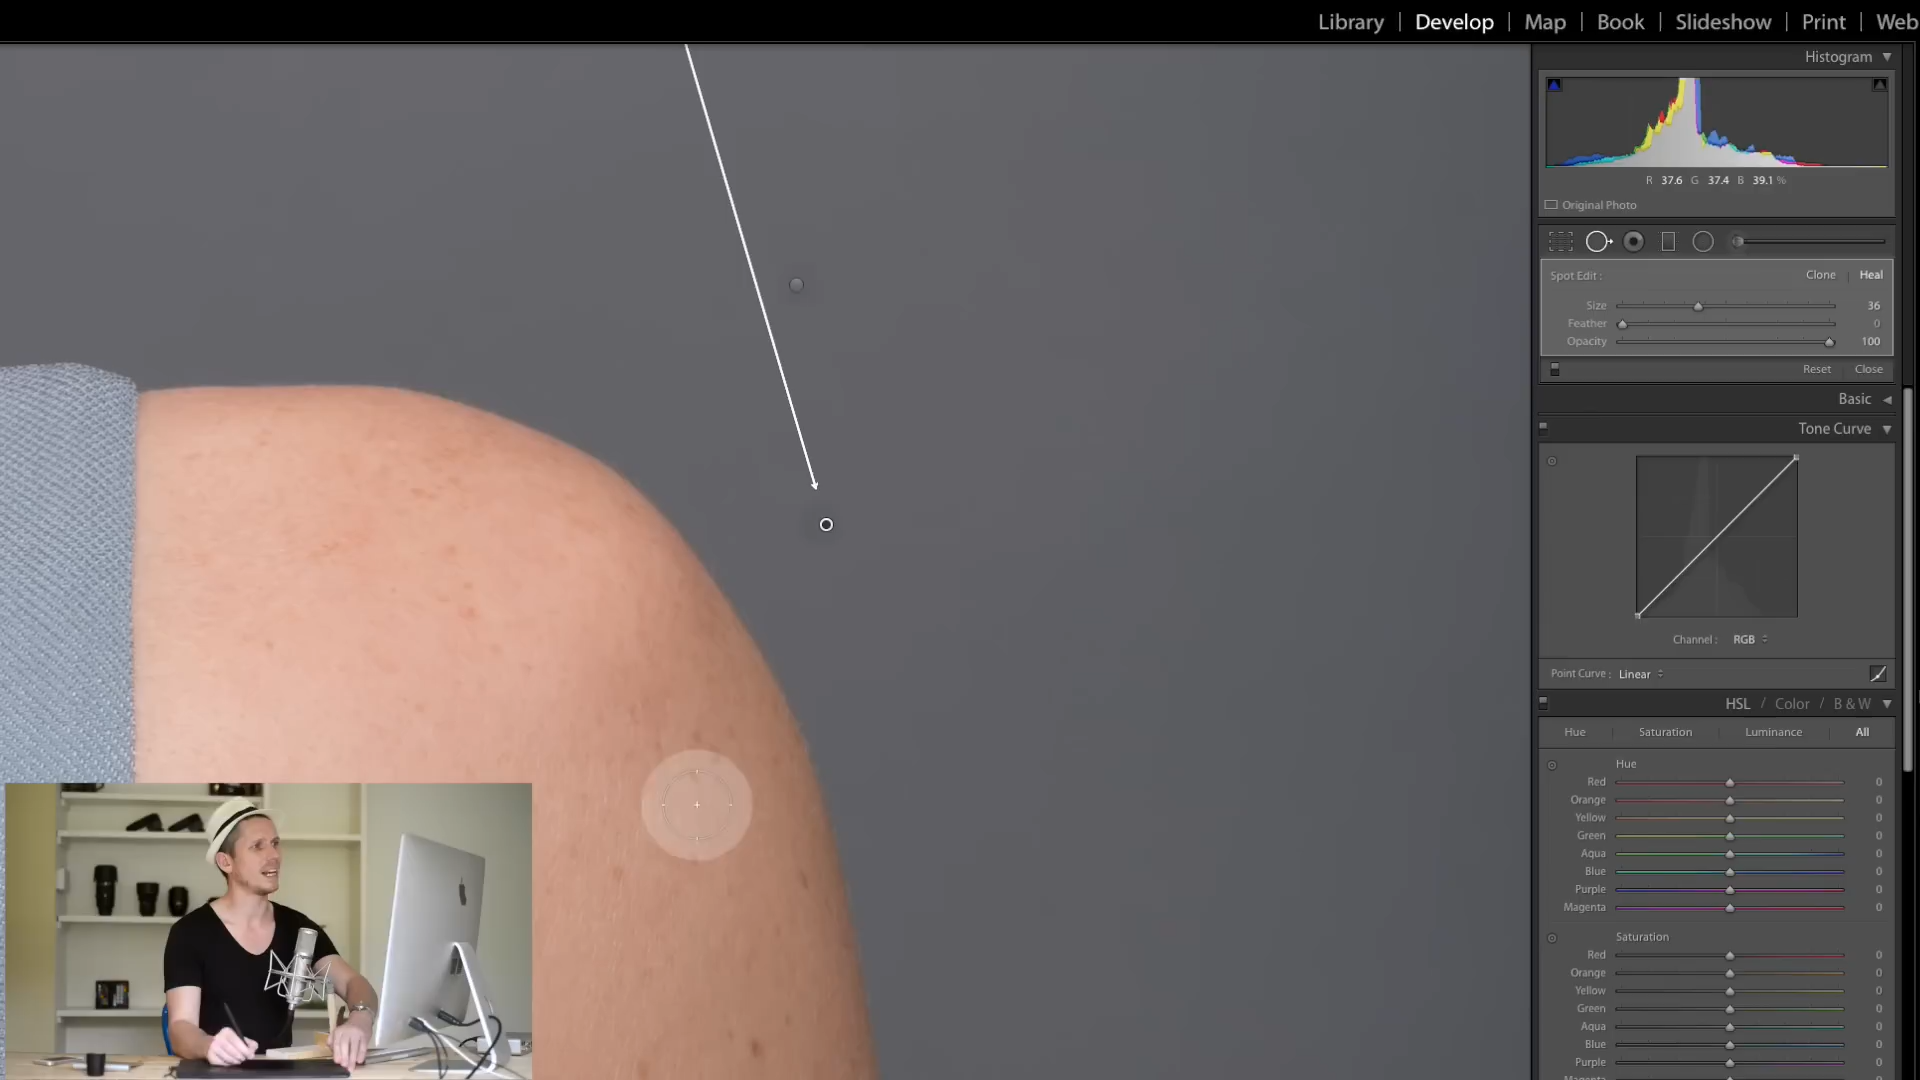 Library | Develop | Map | Book | Slideshow | Print | Web
Histogram
R 37.6 G 37.4 B 39.1 %
Original Photo
Spot Edit : Clone | Heal
Size 36
Feather 0
Opacity 100
Reset Close
Basic
Tone Curve
Channel : RGB
Point Curve : Linear
HSL / Color / B & W
Hue | Saturation | Luminance | All
Hue
Red 0
Orange 0
Yellow 0
Green 0
Aqua 0
Blue 0
Purple 0
Magenta 0
Saturation
Red 0
Orange 0
Yellow 0
Green 0
Aqua 0
Blue 0
Purple 0
Magenta